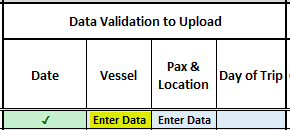 Data Validation to Upload
Date Vessel Pax & Location Day of Trip
✓ Enter Data Enter Data